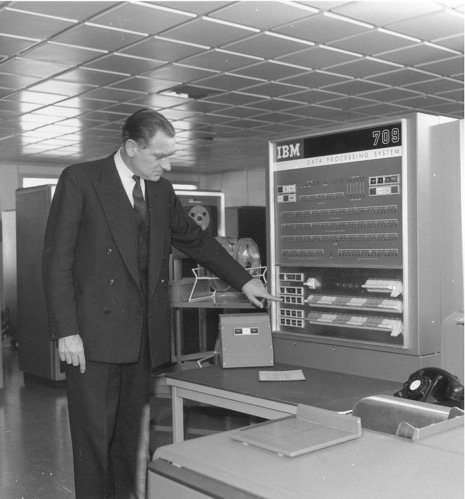 IBM 709
DATA PROCESSING SYSTEM